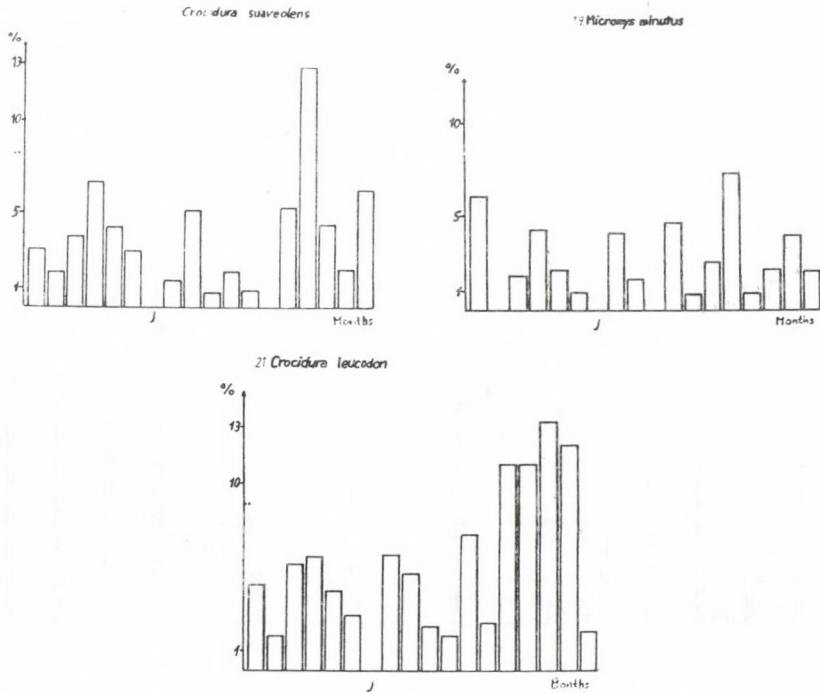 Crocidura suaveolens
%
13
10
5
1
J
Months
Micromys minutus
%
10
5
1
J
Months
21 Crocidura leucodon
%
13
10
1
J
Months